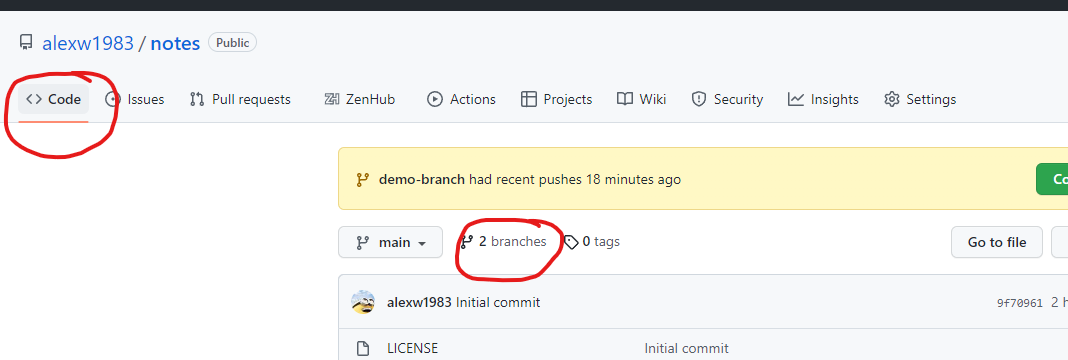 alexw1983 / notes Public
Code Issues Pull requests ZenHub Actions Projects Wiki Security Insights Settings
demo-branch had recent pushes 18 minutes ago
main 2 branches 0 tags Go to file
alexw1983 Initial commit 9f70961 2
LICENSE Initial commit